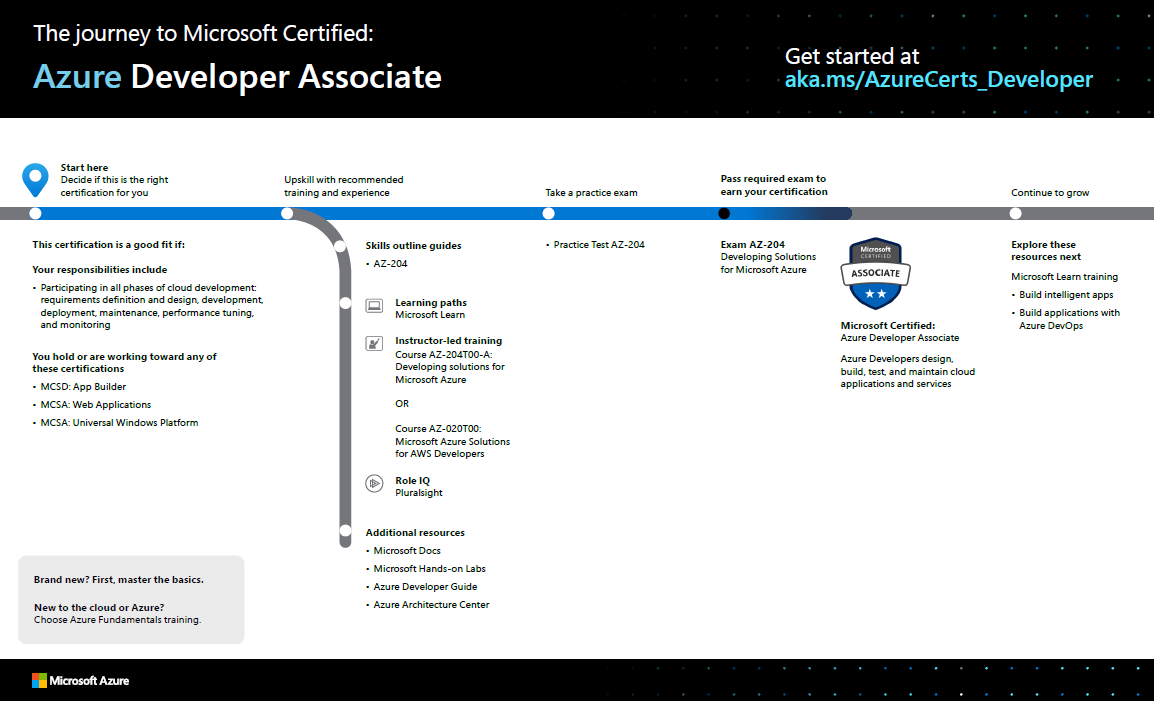 The journey to Microsoft Certified:
Azure Developer Associate
Get started at
aka.ms/AzureCerts_Developer
Start here
Decide if this is the right
certification for you
Upskill with recommended
training and experience
Take a practice exam
Pass required exam to
earn your certification
Continue to grow
This certification is a good fit if:
Your responsibilities include
• Participating in all phases of cloud development:
requirements definition and design, development,
deployment, maintenance, performance tuning,
and monitoring
You hold or are working toward any of
these certifications
• MCSD: App Builder
• MCSA: Web Applications
• MCSA: Universal Windows Platform
Brand new? First, master the basics.
New to the cloud or Azure?
Choose Azure Fundamentals training.
Skills outline guides
• AZ-204
Learning paths
Microsoft Learn
Instructor-led training
Course AZ-204T00-A:
Developing solutions for
Microsoft Azure
OR
Course AZ-020T00:
Microsoft Azure Solutions
for AWS Developers
Role IQ
Pluralsight
Additional resources
• Microsoft Docs
• Microsoft Hands-on Labs
• Azure Developer Guide
• Azure Architecture Center
• Practice Test AZ-204
Exam AZ-204
Developing Solutions
for Microsoft Azure
Microsoft
CERTIFIED
ASSOCIATE
Microsoft Certified:
Azure Developer Associate
Azure Developers design,
build, test, and maintain cloud
applications and services
Explore these
resources next
Microsoft Learn training
• Build intelligent apps
• Build applications with
Azure DevOps
Microsoft Azure